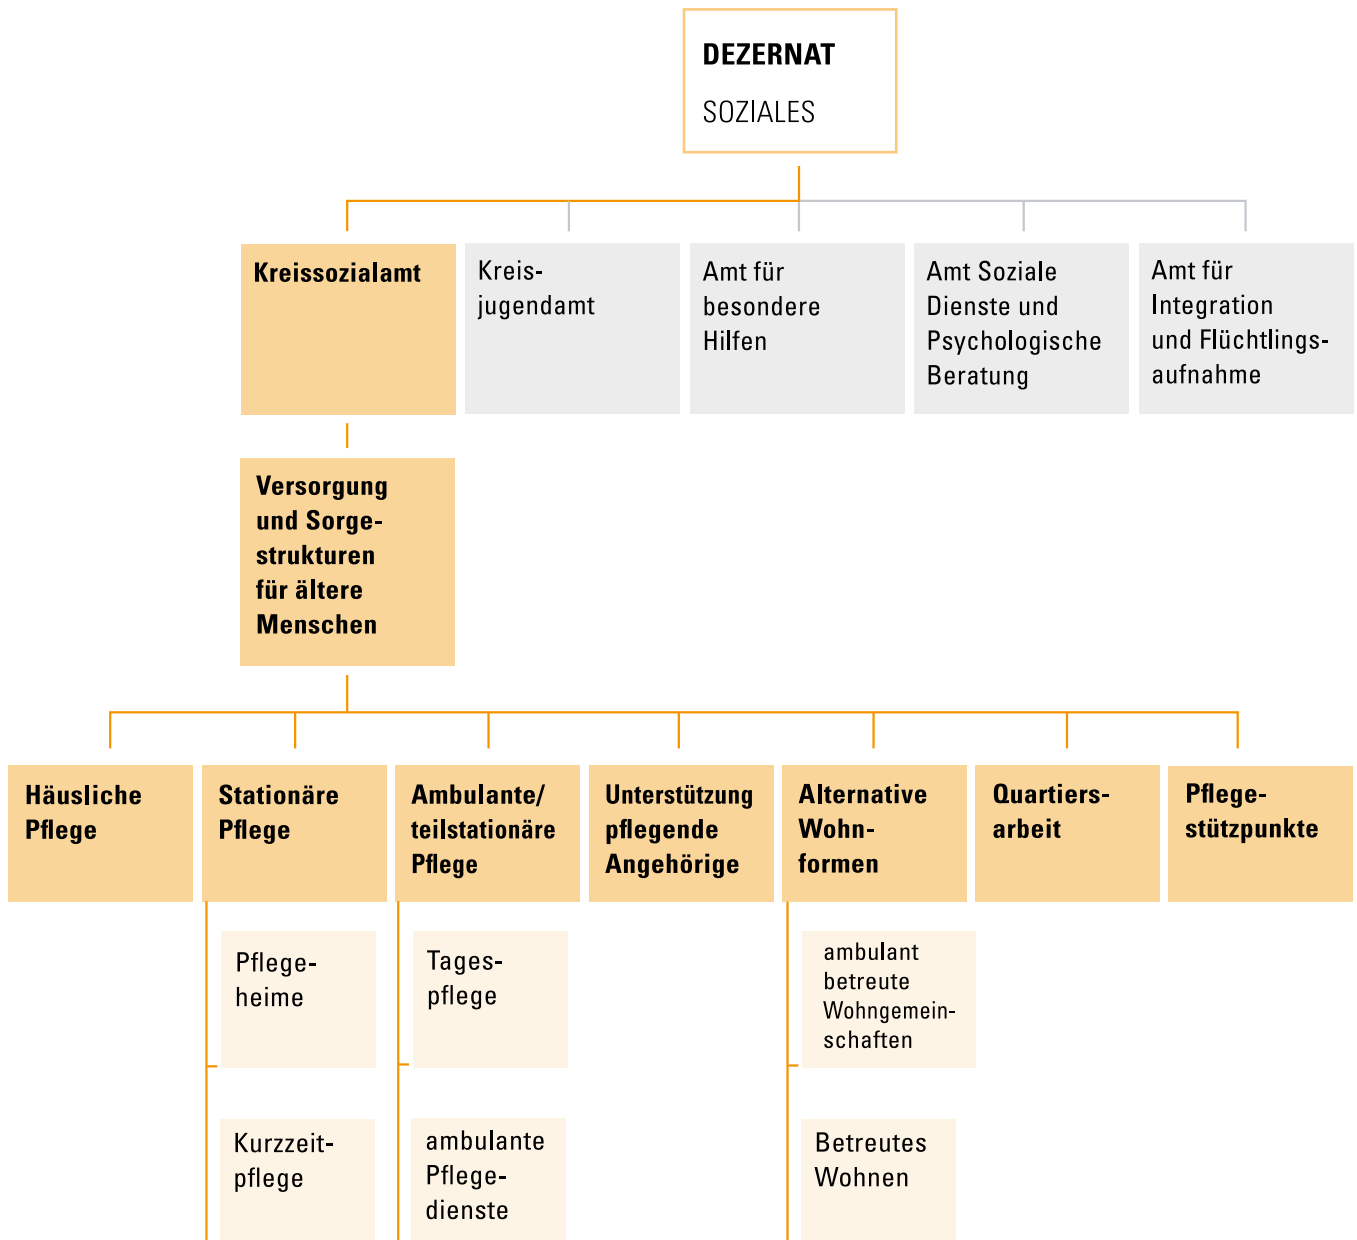 DEZERNAT
SOZIALES
Kreissozialamt
Kreis-
jugendamt
Amt für
besondere
Hilfen
Amt Soziale
Dienste und
Psychologische
Beratung
Amt für
Integration
und Flüchtlings-
aufnahme
Versorgung
und Sorge-
strukturen
für ältere
Menschen
Häusliche
Pflege
Stationäre
Pflege
Ambulante/
teilstationäre
Pflege
Unterstützung
pflegende
Angehörige
Alternative
Wohn-
formen
Quartiers-
arbeit
Pflege-
stützpunkte
Pflege-
heime
Tages-
pflege
ambulant
betreute
Wohngemein-
schaften
Kurzzeit-
pflege
ambulante
Pflege-
dienste
Betreutes
Wohnen